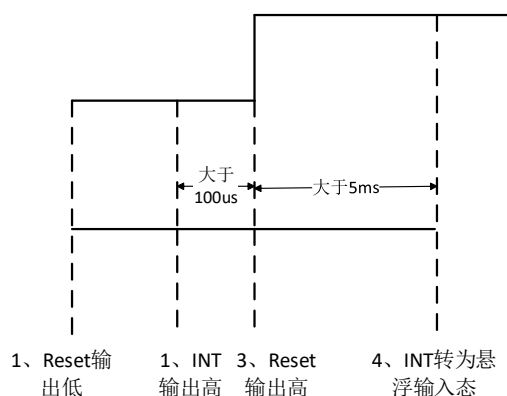 大于
100us
大于5ms
1、Reset输
出低
1、INT
输出高
3、Reset
输出高
4、INT转为悬
浮输入态